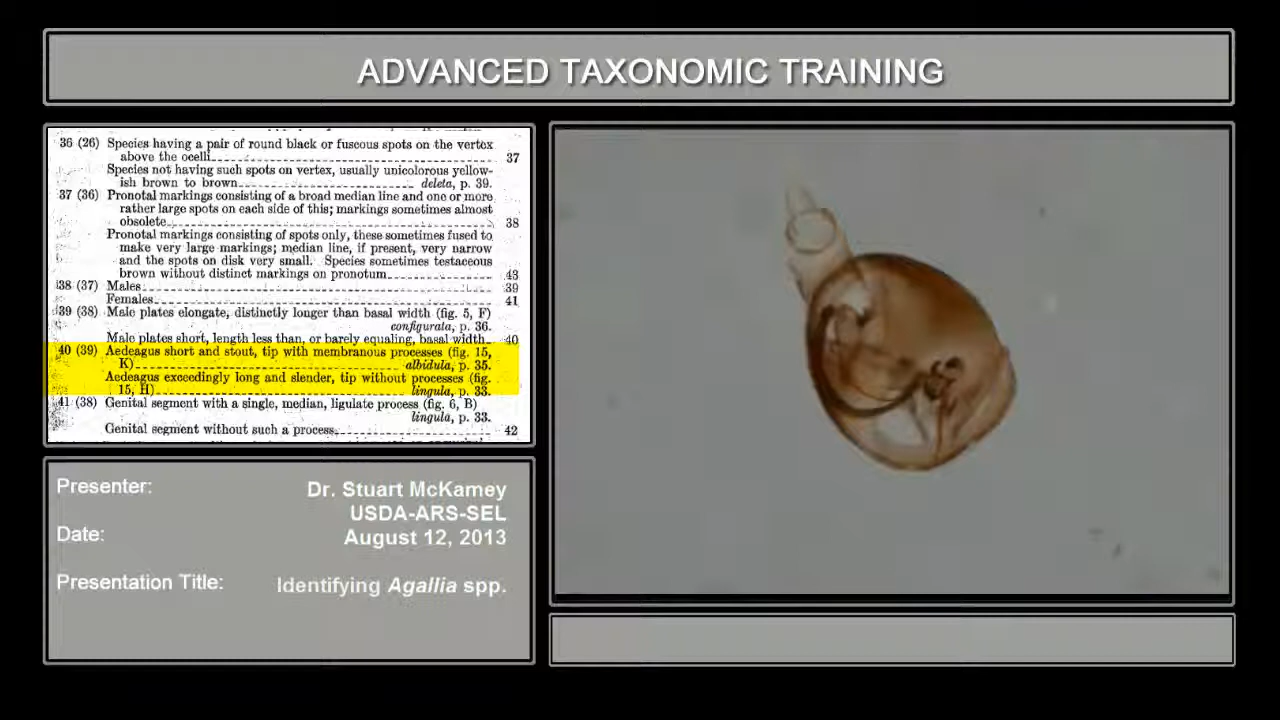 ADVANCED TAXONOMIC TRAINING
36 (26) Species having a pair of round black or fuscous spots on the vertex
above the ocelli 37
Species not having such spots on vertex, usually unicolorous yellow-
ish brown to brown deleta, p. 39.
37 (36) Pronotal markings consisting of a broad median line and one or more
rather large spots on each side of this; markings sometimes almost
obsolete 38
Pronotal markings consisting of spots only, these sometimes fused to
make very large markings; median line, if present, very narrow
and the spots on disk very small. Species sometimes testaceous
brown without distinct markings on pronotum 43
38 (37) Males 39
Females 41
39 (38) Male plates elongate, distinctly longer than basal width (fig. 5, F)
configurata, p. 36.
Male plates short, length less than, or barely equaling, basal width 40
40 (39) Aedeagus short and stout, tip with membranous processes (fig. 15,
K) albidula, p. 35.
Aedeagus exceedingly long and slender, tip without processes (fig.
15, H) lingula, p. 33.
41 (38) Genital segment with a single, median, ligulate process (fig. 6, B)
lingula, p. 33.
Genital segment without such a process 42
Presenter: Dr. Stuart McKamey
USDA-ARS-SEL
Date: August 12, 2013
Presentation Title: Identifying Agallia spp.